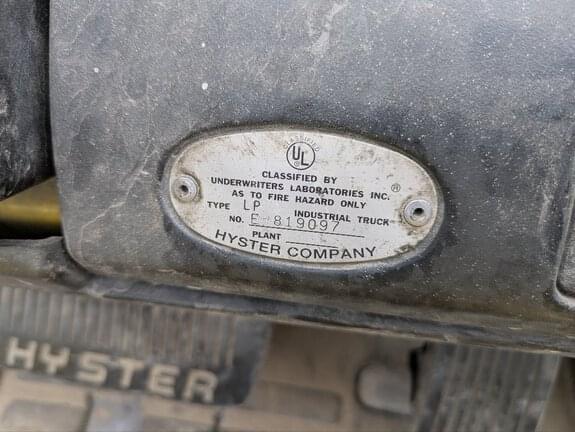 CLASSIFIED
UL
®
CLASSIFIED BY
UNDERWRITERS LABORATORIES INC.®
AS TO FIRE HAZARD ONLY
TYPE LP INDUSTRIAL TRUCK
NO. E-819097
PLANT
HYSTER COMPANY
HYSTER